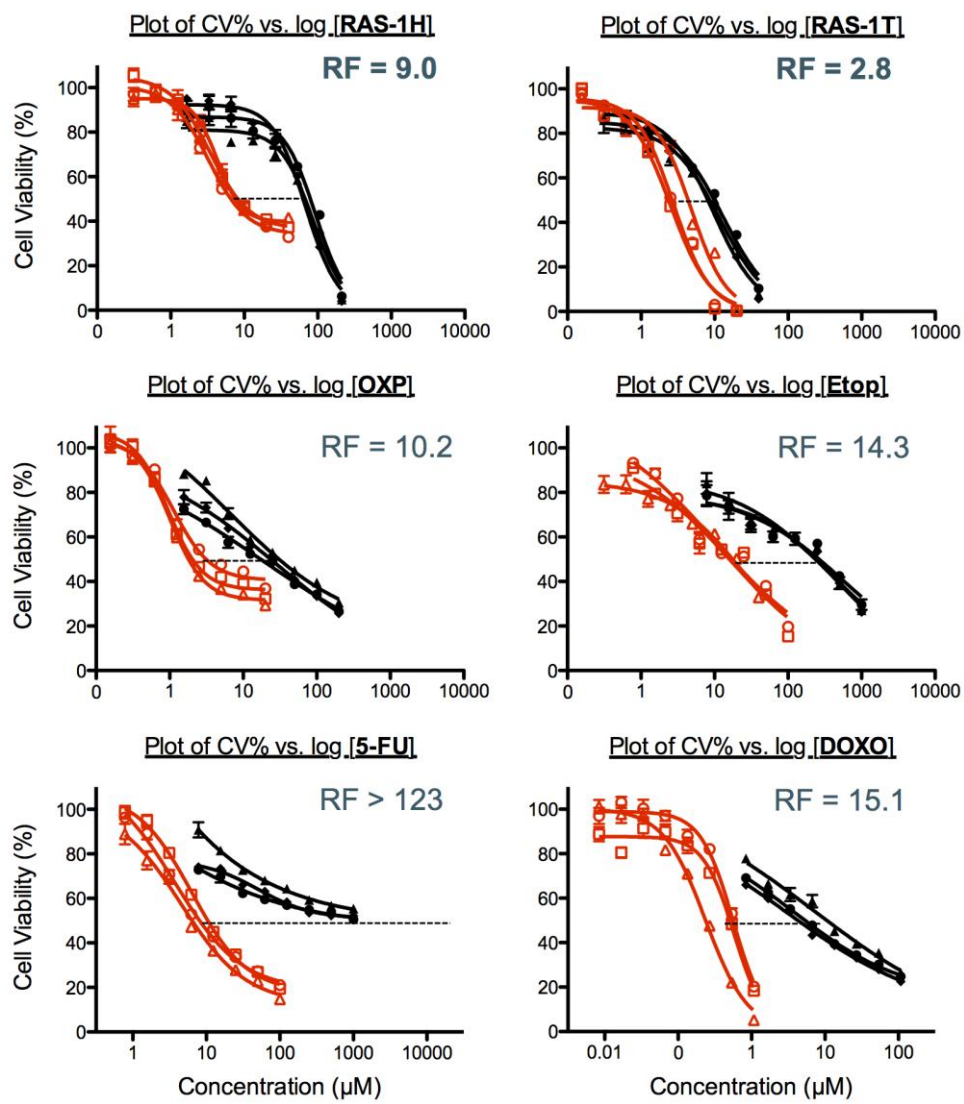 Plot of CV% vs. log [RAS-1H]
RF = 9.0
Cell Viability (%)
100
80
60
40
20
0
0 1 10 100 1000 10000
Plot of CV% vs. log [RAS-1T]
RF = 2.8
100
80
60
40
20
0
0 1 10 100 1000 10000
Plot of CV% vs. log [OXP]
RF = 10.2
Cell Viability (%)
100
80
60
40
20
0
0 1 10 100 1000 10000
Plot of CV% vs. log [Etop]
RF = 14.3
100
80
60
40
20
0
0 1 10 100 1000 10000
Plot of CV% vs. log [5-FU]
RF > 123
Cell Viability (%)
100
80
60
40
20
0
1 10 100 1000 10000
Concentration (µM)
Plot of CV% vs. log [DOXO]
RF = 15.1
100
80
60
40
20
0
0.01 0 1 10 100
Concentration (µM)